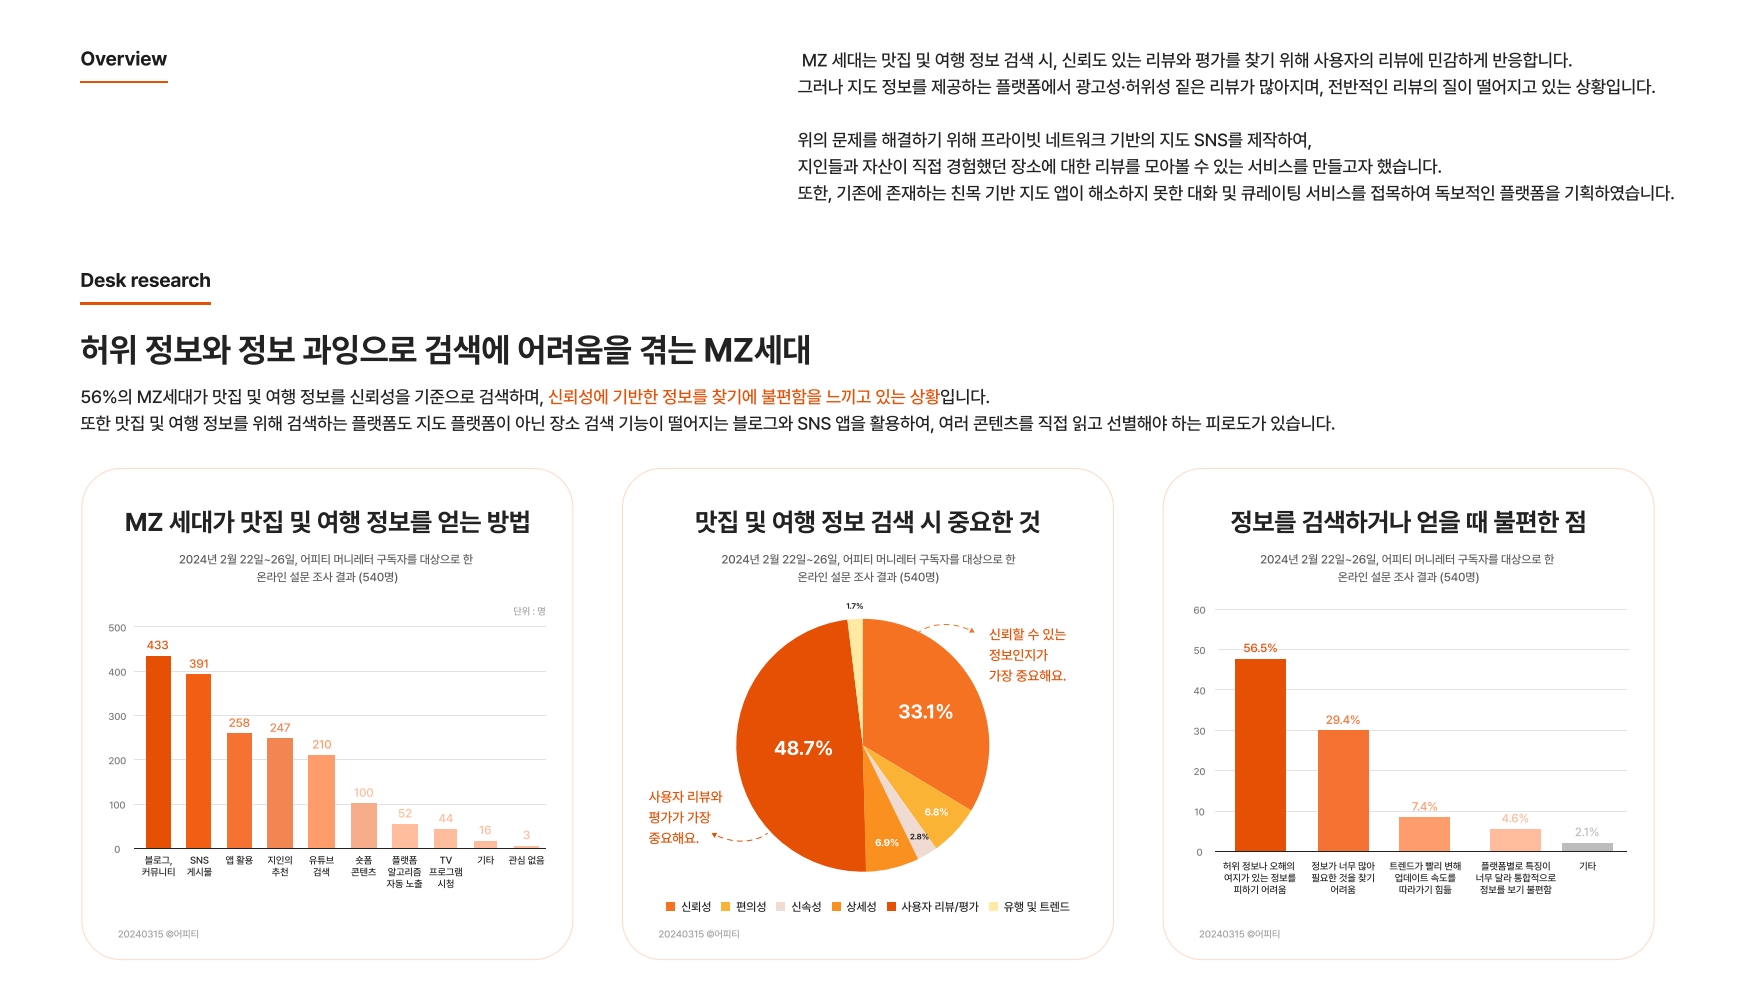 Overview
MZ 세대는 맛집 및 여행 정보 검색 시, 신뢰도 있는 리뷰와 평가를 찾기 위해 사용자의 리뷰에 민감하게 반응합니다.
그러나 지도 정보를 제공하는 플랫폼에서 광고성·허위성 짙은 리뷰가 많아지며, 전반적인 리뷰의 질이 떨어지고 있는 상황입니다.
위의 문제를 해결하기 위해 프라이빗 네트워크 기반의 지도 SNS를 제작하여,
지인들과 자산이 직접 경험했던 장소에 대한 리뷰를 모아볼 수 있는 서비스를 만들고자 했습니다.
또한, 기존에 존재하는 친목 기반 지도 앱이 해소하지 못한 대화 및 큐레이팅 서비스를 접목하여 독보적인 플랫폼을 기획하였습니다.
Desk research
허위 정보와 정보 과잉으로 검색에 어려움을 겪는 MZ세대
56%의 MZ세대가 맛집 및 여행 정보를 신뢰성을 기준으로 검색하며, 신뢰성에 기반한 정보를 찾기에 불편함을 느끼고 있는 상황입니다.
또한 맛집 및 여행 정보를 위해 검색하는 플랫폼도 지도 플랫폼이 아닌 장소 검색 기능이 떨어지는 블로그와 SNS 앱을 활용하여, 여러 콘텐츠를 직접 읽고 선별해야 하는 피로도가 있습니다.
MZ 세대가 맛집 및 여행 정보를 얻는 방법
2024년 2월 22일~26일, 어피티 머니레터 구독자를 대상으로 한
온라인 설문 조사 결과 (540명)
단위 : 명
500
400
300
200
100
0
433
391
258
247
210
100
52
44
16
3
블로그,
커뮤니티
SNS
게시물
앱 활용
지인의
추천
유튜브
검색
숏폼
콘텐츠
플랫폼
알고리즘
자동 노출
TV
프로그램
시청
기타
관심 없음
20240315 ©어피티
맛집 및 여행 정보 검색 시 중요한 것
2024년 2월 22일~26일, 어피티 머니레터 구독자를 대상으로 한
온라인 설문 조사 결과 (540명)
1.7%
신뢰할 수 있는
정보인지가
가장 중요해요.
33.1%
48.7%
사용자 리뷰와
평가가 가장
중요해요.
6.8%
2.8%
6.9%
신뢰성 편의성 신속성 상세성 사용자 리뷰/평가 유행 및 트렌드
20240315 ©어피티
정보를 검색하거나 얻을 때 불편한 점
2024년 2월 22일~26일, 어피티 머니레터 구독자를 대상으로 한
온라인 설문 조사 결과 (540명)
60
50
40
30
20
10
0
56.5%
29.4%
7.4%
4.6%
2.1%
허위 정보나 오해의
여지가 있는 정보를
피하기 어려움
정보가 너무 많아
필요한 것을 찾기
어려움
트렌드가 빨리 변해
업데이트 속도를
따라가기 힘듦
플랫폼별로 특징이
너무 달라 통합적으로
정보를 보기 불편함
기타
20240315 ©어피티